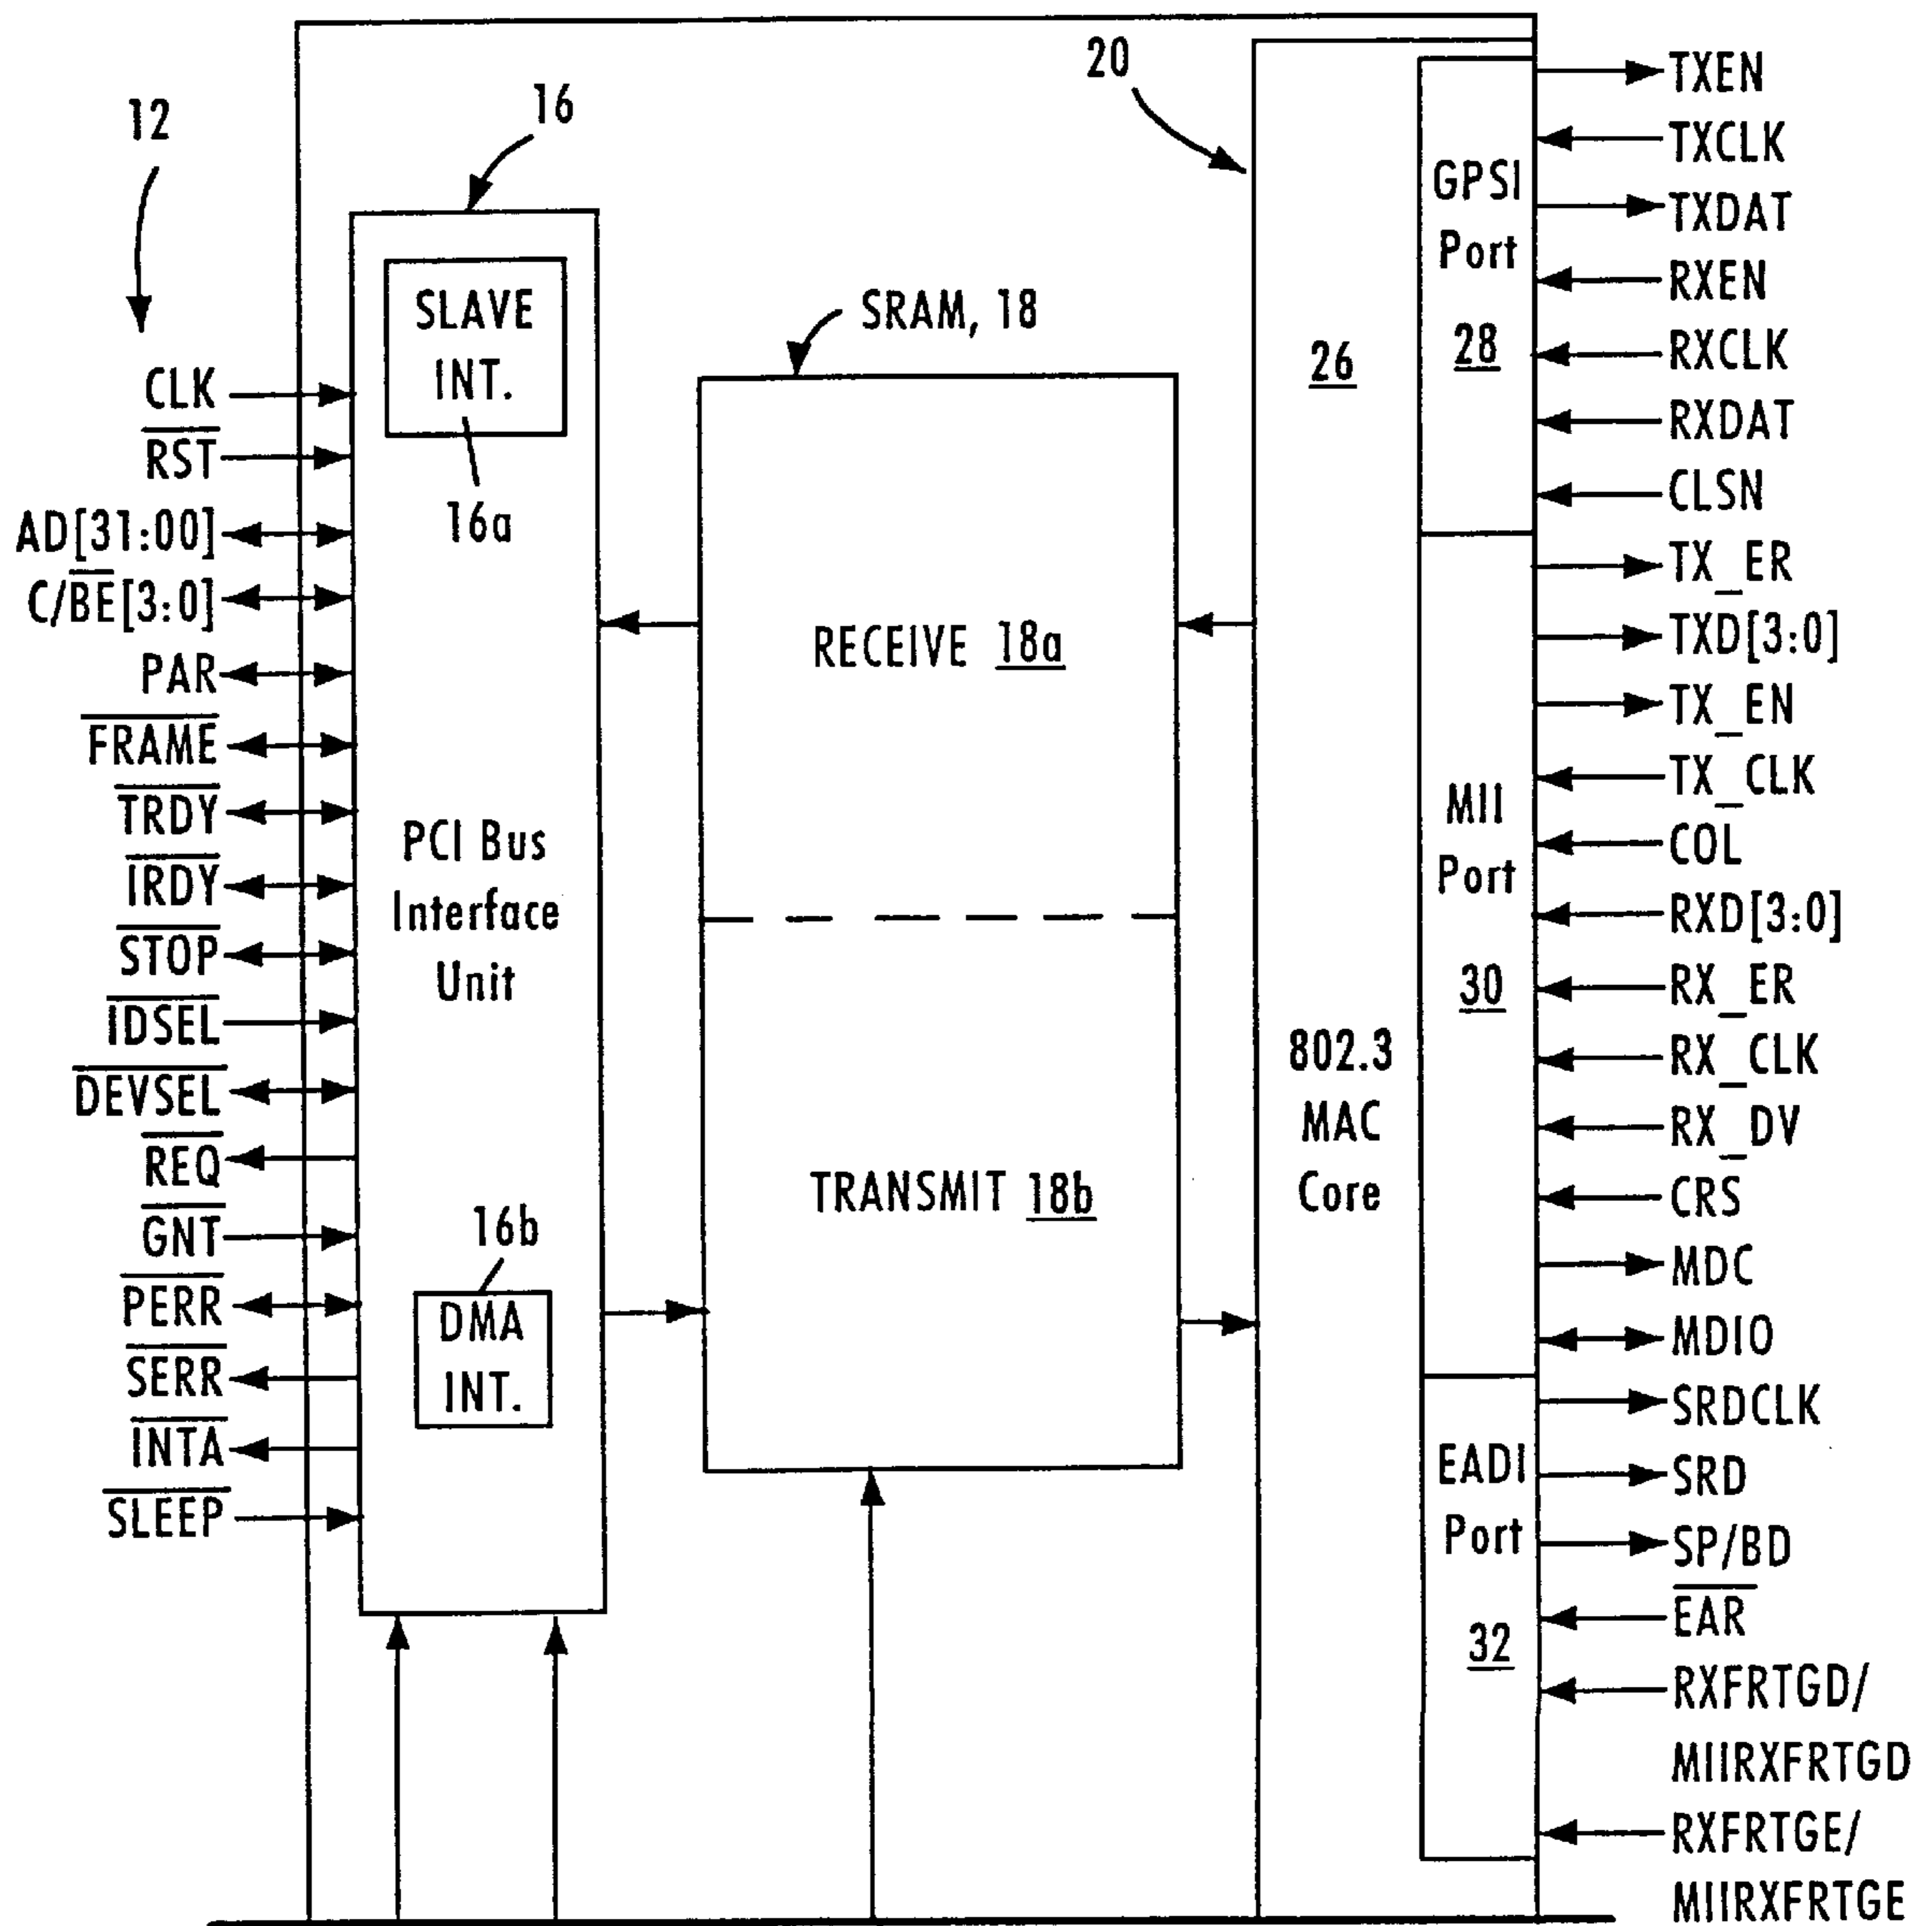 12
16
20
SRAM, 18
CLK
RST
AD[31:00]
C/BE[3:0]
PAR
FRAME
TRDY
IRDY
STOP
IDSEL
DEVSEL
REQ
GNT
PERR
SERR
INTA
SLEEP
SLAVE
INT.
16a
PCI Bus
Interface
Unit
16b
DMA
INT.
RECEIVE 18a
TRANSMIT 18b
26
802.3
MAC
Core
GPSI
Port
28
MII
Port
30
EADI
Port
32
TXEN
TXCLK
TXDAT
RXEN
RXCLK
RXDAT
CLSN
TX_ER
TXD[3:0]
TX_EN
TX_CLK
COL
RXD[3:0]
RX_ER
RX_CLK
RX_DV
CRS
MDC
MDIO
SRDCLK
SRD
SP/BD
EAR
RXFRTGD/
MIIRXFRTGD
RXFRTGE/
MIIRXFRTGE